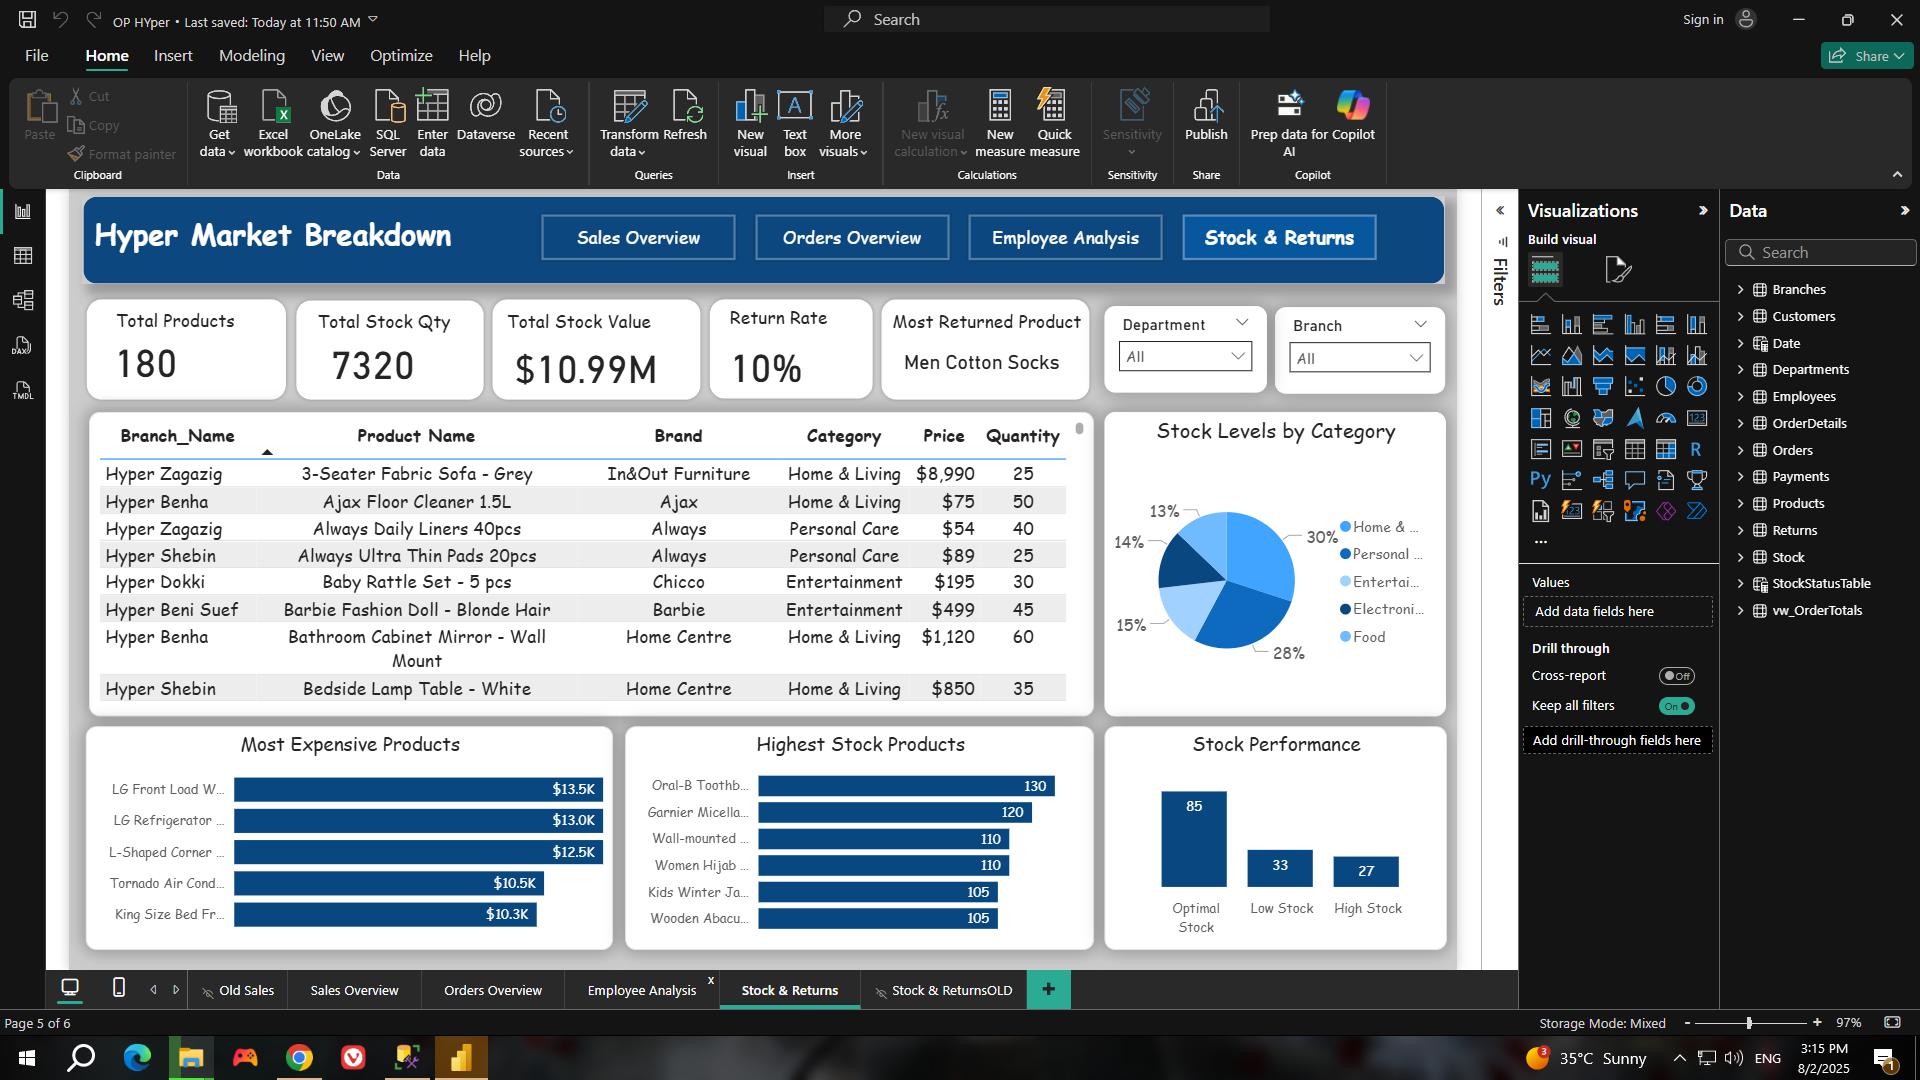 OP HYper • Last saved: Today at 11:50 AM
Search
Sign in
File
Home
Insert
Modeling
View
Optimize
Help
Share
Paste
Cut
Copy
Format painter
Clipboard
Get data
Excel workbook
OneLake catalog
SQL Server
Enter data
Dataverse
Recent sources
Data
Transform data
Refresh
Queries
New visual
Text box
More visuals
Insert
New visual calculation
New measure
Quick measure
Calculations
Sensitivity
Sensitivity
Publish
Share
Prep data for AI
Copilot
Copilot
Hyper Market Breakdown
Sales Overview
Orders Overview
Employee Analysis
Stock & Returns
Total Products
180
Total Stock Qty
7320
Total Stock Value
$10.99M
Return Rate
10%
Most Returned Product
Men Cotton Socks
Department
All
Branch
All
Branch_Name Product Name Brand Category Price Quantity
Hyper Zagazig 3-Seater Fabric Sofa - Grey In&Out Furniture Home & Living $8,990 25
Hyper Benha Ajax Floor Cleaner 1.5L Ajax Home & Living $75 50
Hyper Zagazig Always Daily Liners 40pcs Always Personal Care $54 40
Hyper Shebin Always Ultra Thin Pads 20pcs Always Personal Care $89 25
Hyper Dokki Baby Rattle Set - 5 pcs Chicco Entertainment $195 30
Hyper Beni Suef Barbie Fashion Doll - Blonde Hair Barbie Entertainment $499 45
Hyper Benha Bathroom Cabinet Mirror - Wall Mount Home Centre Home & Living $1,120 60
Hyper Shebin Bedside Lamp Table - White Home Centre Home & Living $850 35
Stock Levels by Category
13%
14%
15%
28%
30%
Home & ...
Personal ...
Entertai...
Electroni...
Food
Most Expensive Products
LG Front Load W... $13.5K
LG Refrigerator ... $13.0K
L-Shaped Corner ... $12.5K
Tornado Air Cond... $10.5K
King Size Bed Fr... $10.3K
Highest Stock Products
Oral-B Toothb... 130
Garnier Micella... 120
Wall-mounted ... 110
Women Hijab ... 110
Kids Winter Ja... 105
Wooden Abacu... 105
Stock Performance
85
33
27
Optimal Stock
Low Stock
High Stock
Filters
Visualizations
Build visual
R
Py
123
...
Values
Add data fields here
Drill through
Cross-report
Off
Keep all filters
On
Add drill-through fields here
Data
Search
Branches
Customers
Date
Departments
Employees
OrderDetails
Orders
Payments
Products
Returns
Stock
StockStatusTable
vw_OrderTotals
DAX
TMDL
Old Sales
Sales Overview
Orders Overview
Employee Analysis
x
Stock & Returns
Stock & ReturnsOLD
+
Page 5 of 6
Storage Mode: Mixed
- + 97%
3
35°C Sunny
ENG
3:15 PM
8/2/2025
1